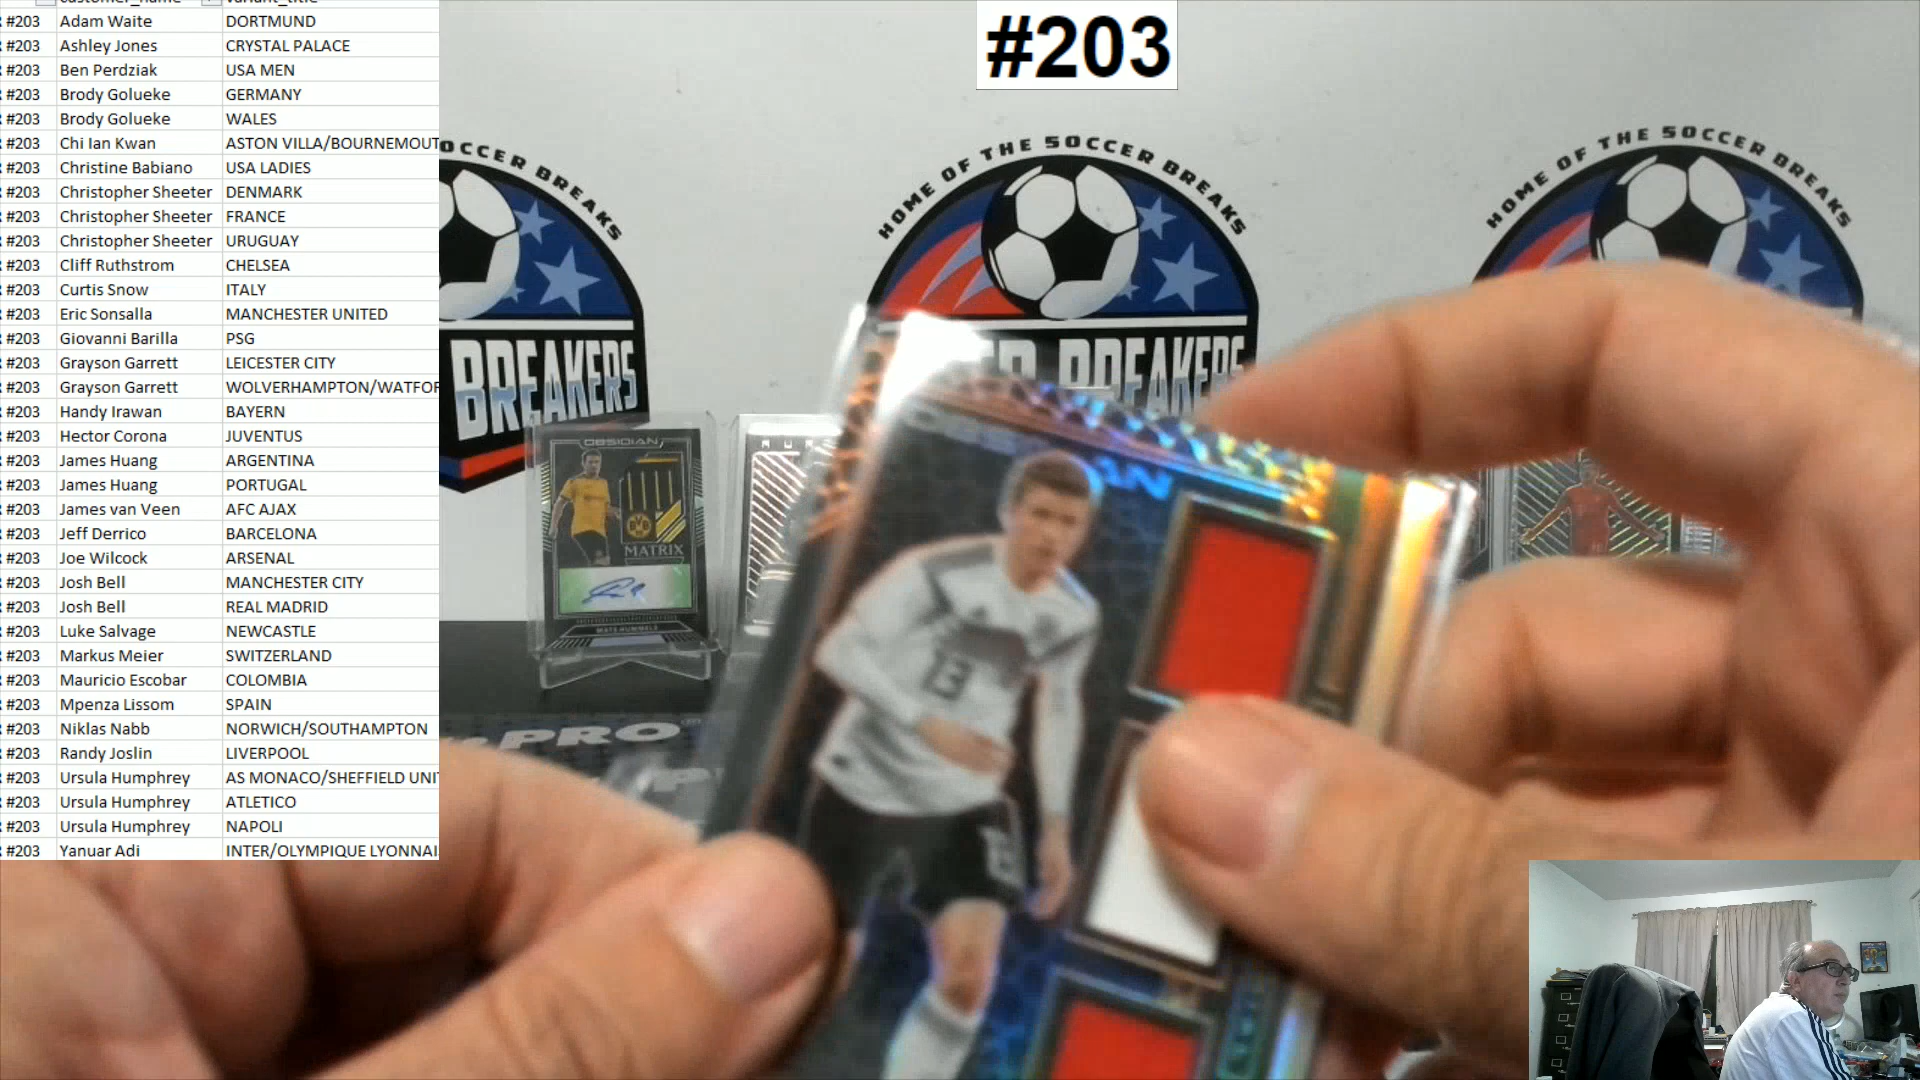 customer_name variant_title
#203 Adam Waite DORTMUND
#203 Ashley Jones CRYSTAL PALACE
#203 Ben Perdziak USA MEN
#203 Brody Golueke GERMANY
#203 Brody Golueke WALES
#203 Chi Ian Kwan ASTON VILLA/BOURNEMOUT
#203 Christine Babiano USA LADIES
#203 Christopher Sheeter DENMARK
#203 Christopher Sheeter FRANCE
#203 Christopher Sheeter URUGUAY
#203 Cliff Ruthstrom CHELSEA
#203 Curtis Snow ITALY
#203 Eric Sonsalla MANCHESTER UNITED
#203 Giovanni Barilla PSG
#203 Grayson Garrett LEICESTER CITY
#203 Grayson Garrett WOLVERHAMPTON/WATFOR
#203 Handy Irawan BAYERN
#203 Hector Corona JUVENTUS
#203 James Huang ARGENTINA
#203 James Huang PORTUGAL
#203 James van Veen AFC AJAX
#203 Jeff Derrico BARCELONA
#203 Joe Wilcock ARSENAL
#203 Josh Bell MANCHESTER CITY
#203 Josh Bell REAL MADRID
#203 Luke Salvage NEWCASTLE
#203 Markus Meier SWITZERLAND
#203 Mauricio Escobar COLOMBIA
#203 Mpenza Lissom SPAIN
#203 Niklas Nabb NORWICH/SOUTHAMPTON
#203 Randy Joslin LIVERPOOL
#203 Ursula Humphrey AS MONACO/SHEFFIELD UNI
#203 Ursula Humphrey ATLETICO
#203 Ursula Humphrey NAPOLI
#203 Yanuar Adi INTER/OLYMPIQUE LYONNAI
#203
OCCER BREAKS
BREAKERS
HOME OF THE SOCCER BREAKS
BREAKERS
HOME OF THE SOCCER BREAKS
OBSIDIAN
MATRIX
MATS HUMMELS
OBSIDIAN
13
PRO